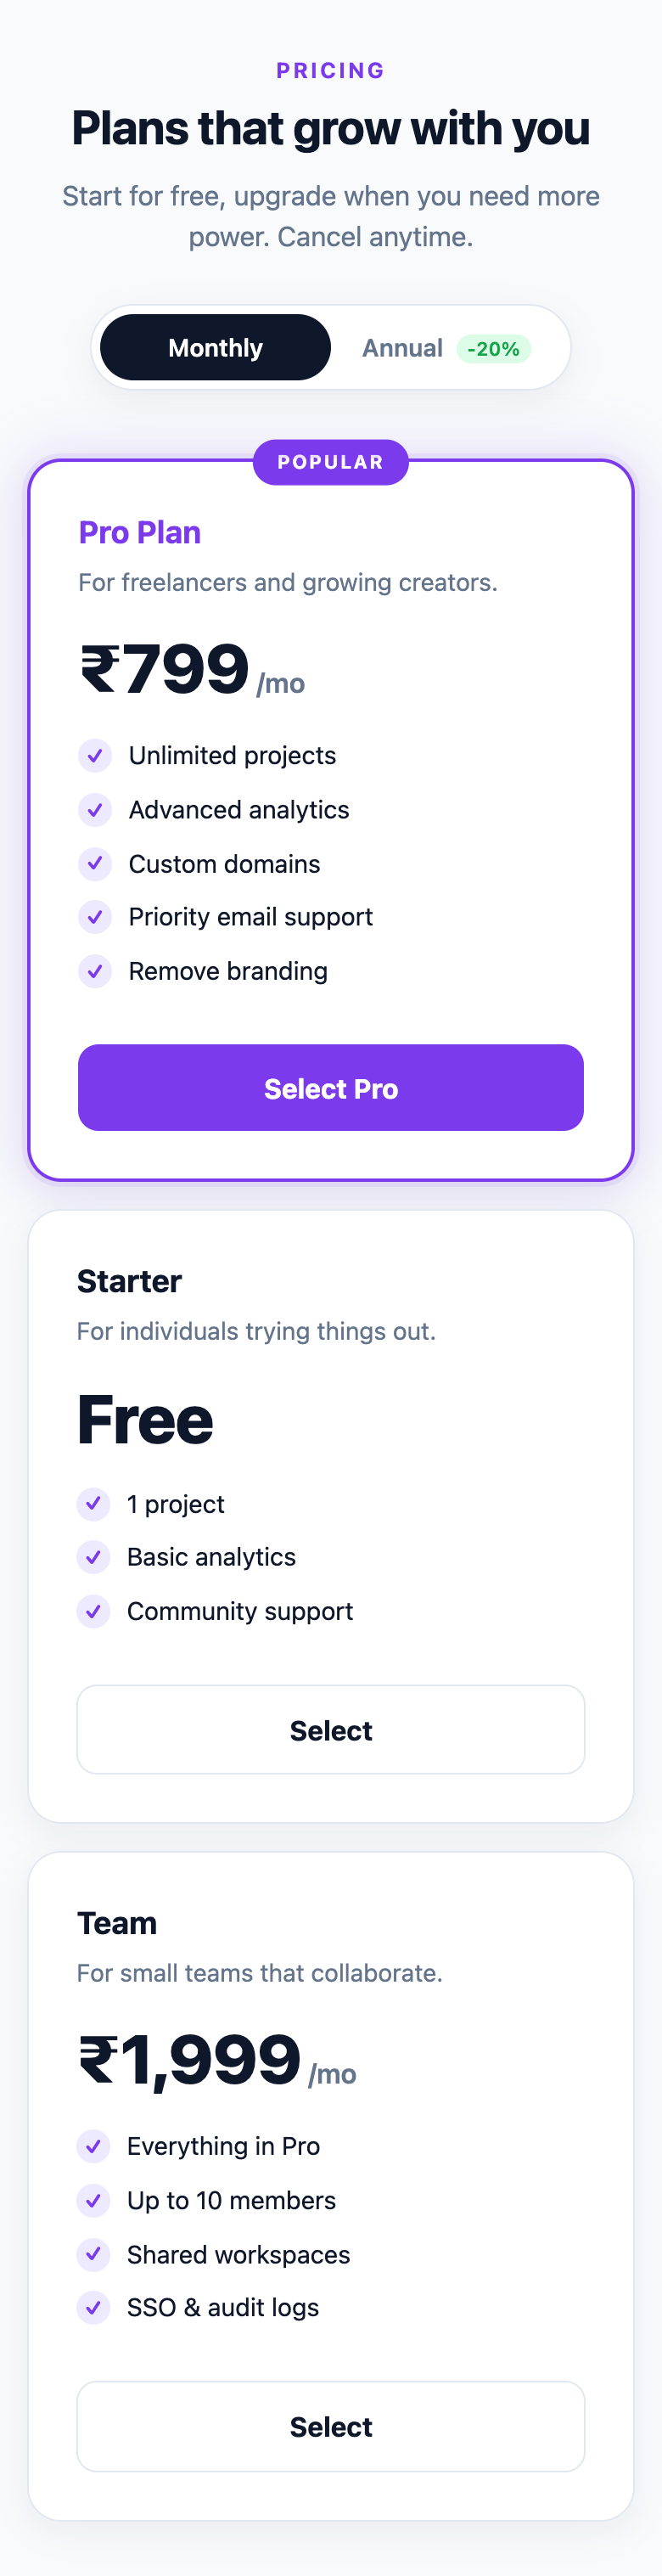 PRICING
Plans that grow with you
Start for free, upgrade when you need more
power. Cancel anytime.
Monthly
Annual -20%
POPULAR
Pro Plan
For freelancers and growing creators.
₹799 /mo
Unlimited projects
Advanced analytics
Custom domains
Priority email support
Remove branding
Select Pro
Starter
For individuals trying things out.
Free
1 project
Basic analytics
Community support
Select
Team
For small teams that collaborate.
₹1,999 /mo
Everything in Pro
Up to 10 members
Shared workspaces
SSO & audit logs
Select